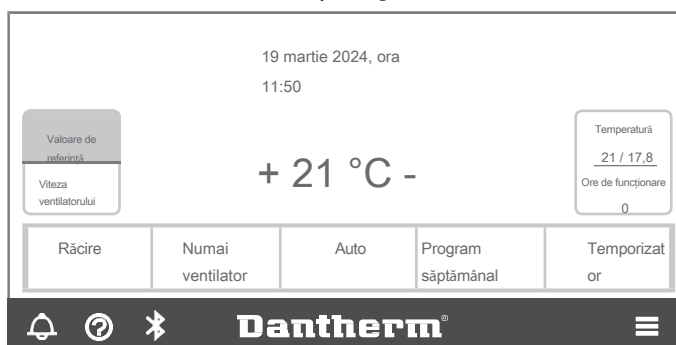 19 martie 2024, ora
11:50
Valoare de
referință
Viteza
ventilatorului
+ 21 °C -
Temperatură
21 / 17,8
Ore de funcționare
0
Răcire
Numai
ventilator
Auto
Program
săptămânal
Temporizat
or
Dantherm®